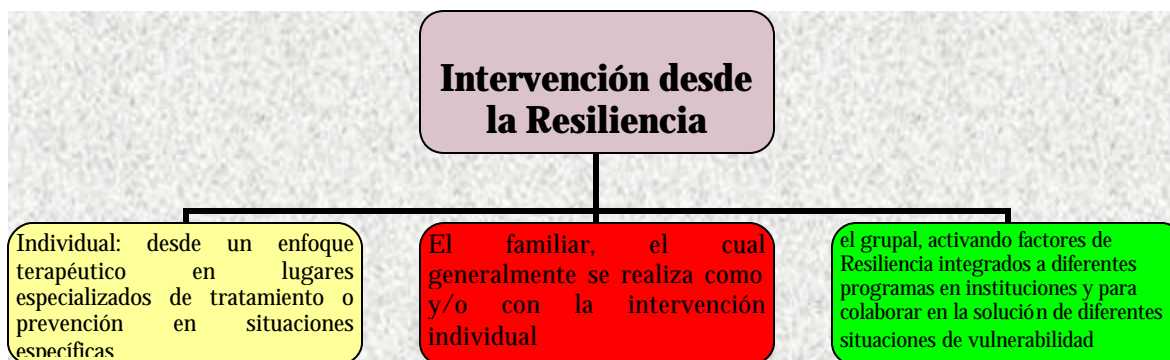 Intervención desde
la Resiliencia
Individual: desde un enfoque
terapéutico en lugares
especializados de tratamiento o
prevención en situaciones
específicas
El familiar, el cual
generalmente se realiza como
y/o con la intervención
individual
el grupal, activando factores de
Resiliencia integrados a diferentes
programas en instituciones y para
colaborar en la solución de diferentes
situaciones de vulnerabilidad